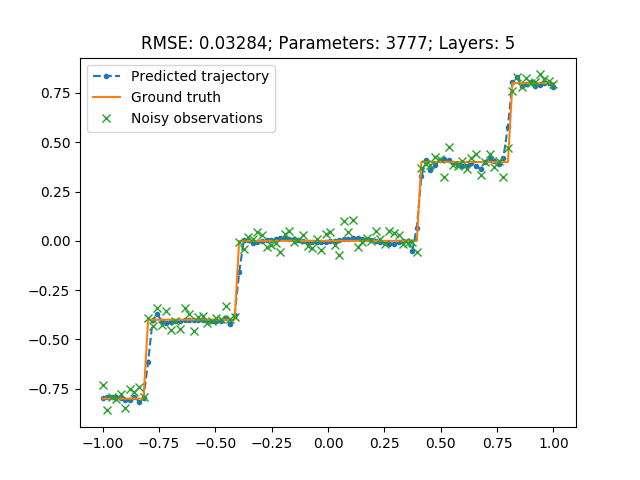 RMSE: 0.03284; Parameters: 3777; Layers: 5
Predicted trajectory
Ground truth
Noisy observations
0.75
0.50
0.25
0.00
−0.25
−0.50
−0.75
−1.00 −0.75 −0.50 −0.25 0.00 0.25 0.50 0.75 1.00